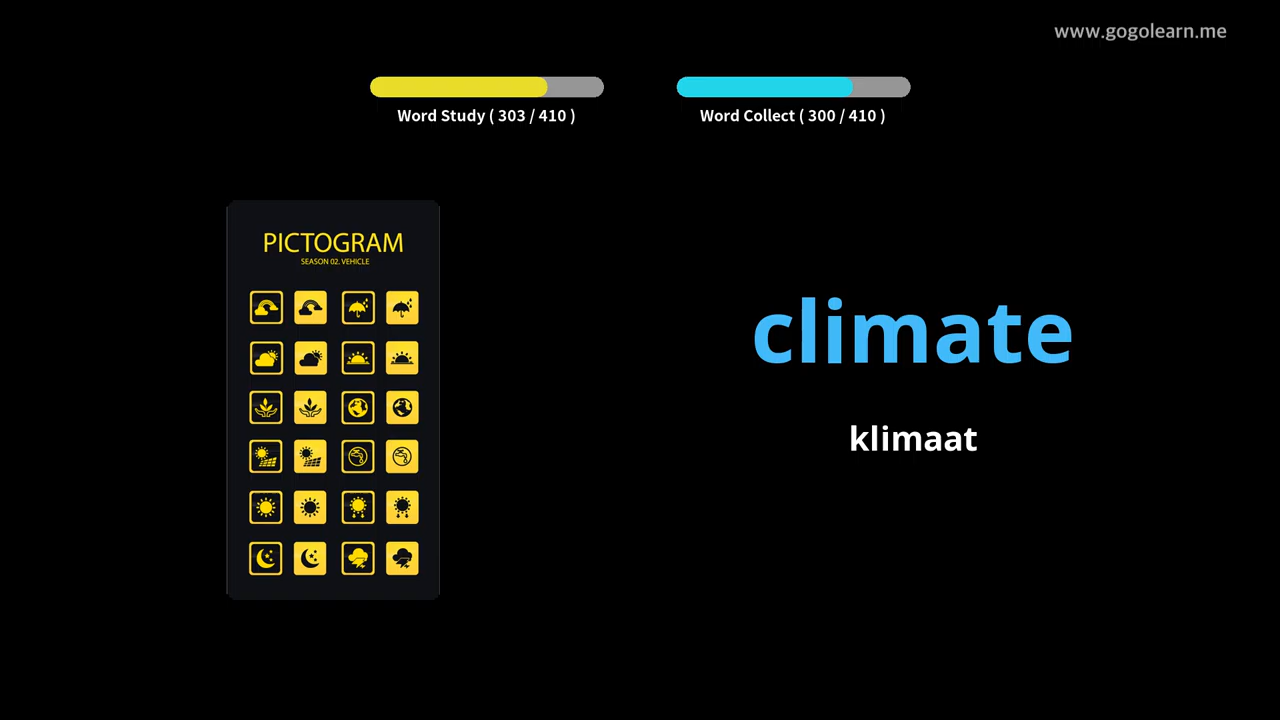 www.gogolearn.me
Word Study ( 303 / 410 )
Word Collect ( 300 / 410 )
PICTOGRAM
SEASON 02. VEHICLE
climate
klimaat